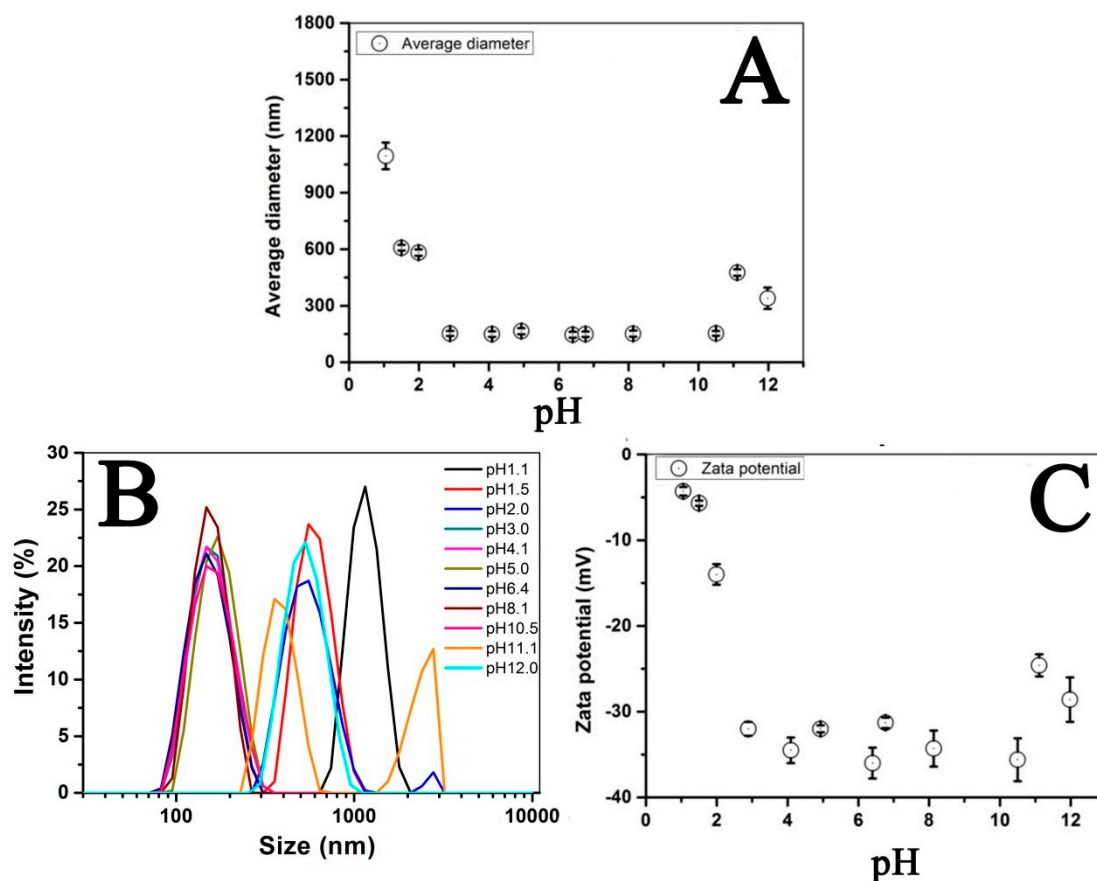 A
Average diameter
Average diameter (nm)
1800
1500
1200
900
600
300
0
0 2 4 6 8 10 12
pH
B
Intensity (%)
30
25
20
15
10
5
0
pH1.1
pH1.5
pH2.0
pH3.0
pH4.1
pH5.0
pH6.4
pH8.1
pH10.5
pH11.1
pH12.0
100 1000 10000
Size (nm)
C
Zata potential
Zata potential (mV)
0
-10
-20
-30
-40
0 2 4 6 8 10 12
pH